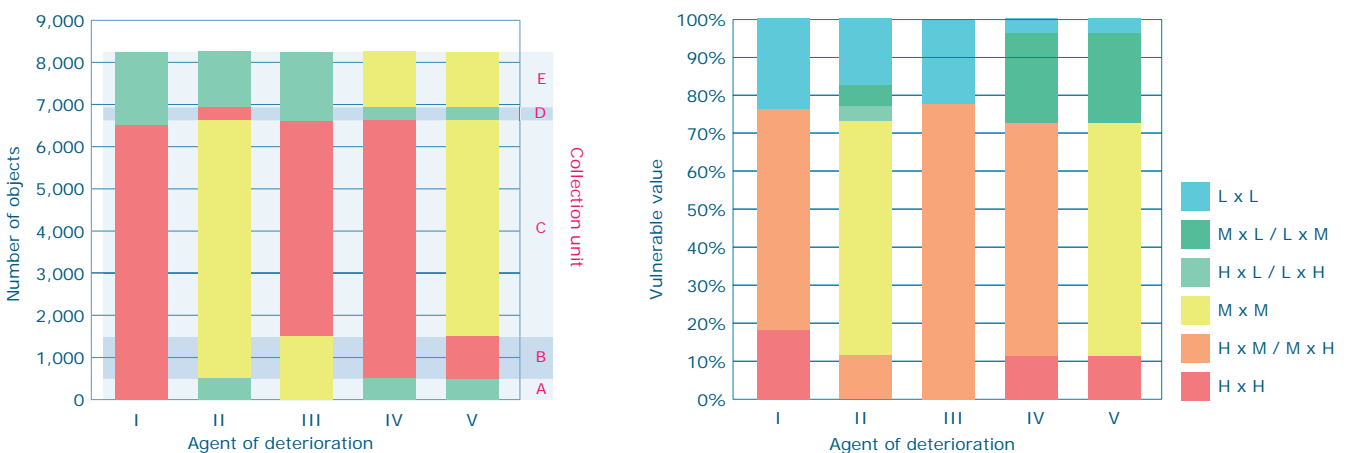 9,000
8,000
7,000
6,000
5,000
4,000
3,000
2,000
1,000
0
Number of objects
I II III IV V
Agent of deterioration
E
D
C
B
A
Collection unit
100%
90%
80%
70%
60%
50%
40%
30%
20%
10%
0%
Vulnerable value
I II III IV V
Agent of deterioration
L x L
M x L / L x M
H x L / L x H
M x M
H x M / M x H
H x H